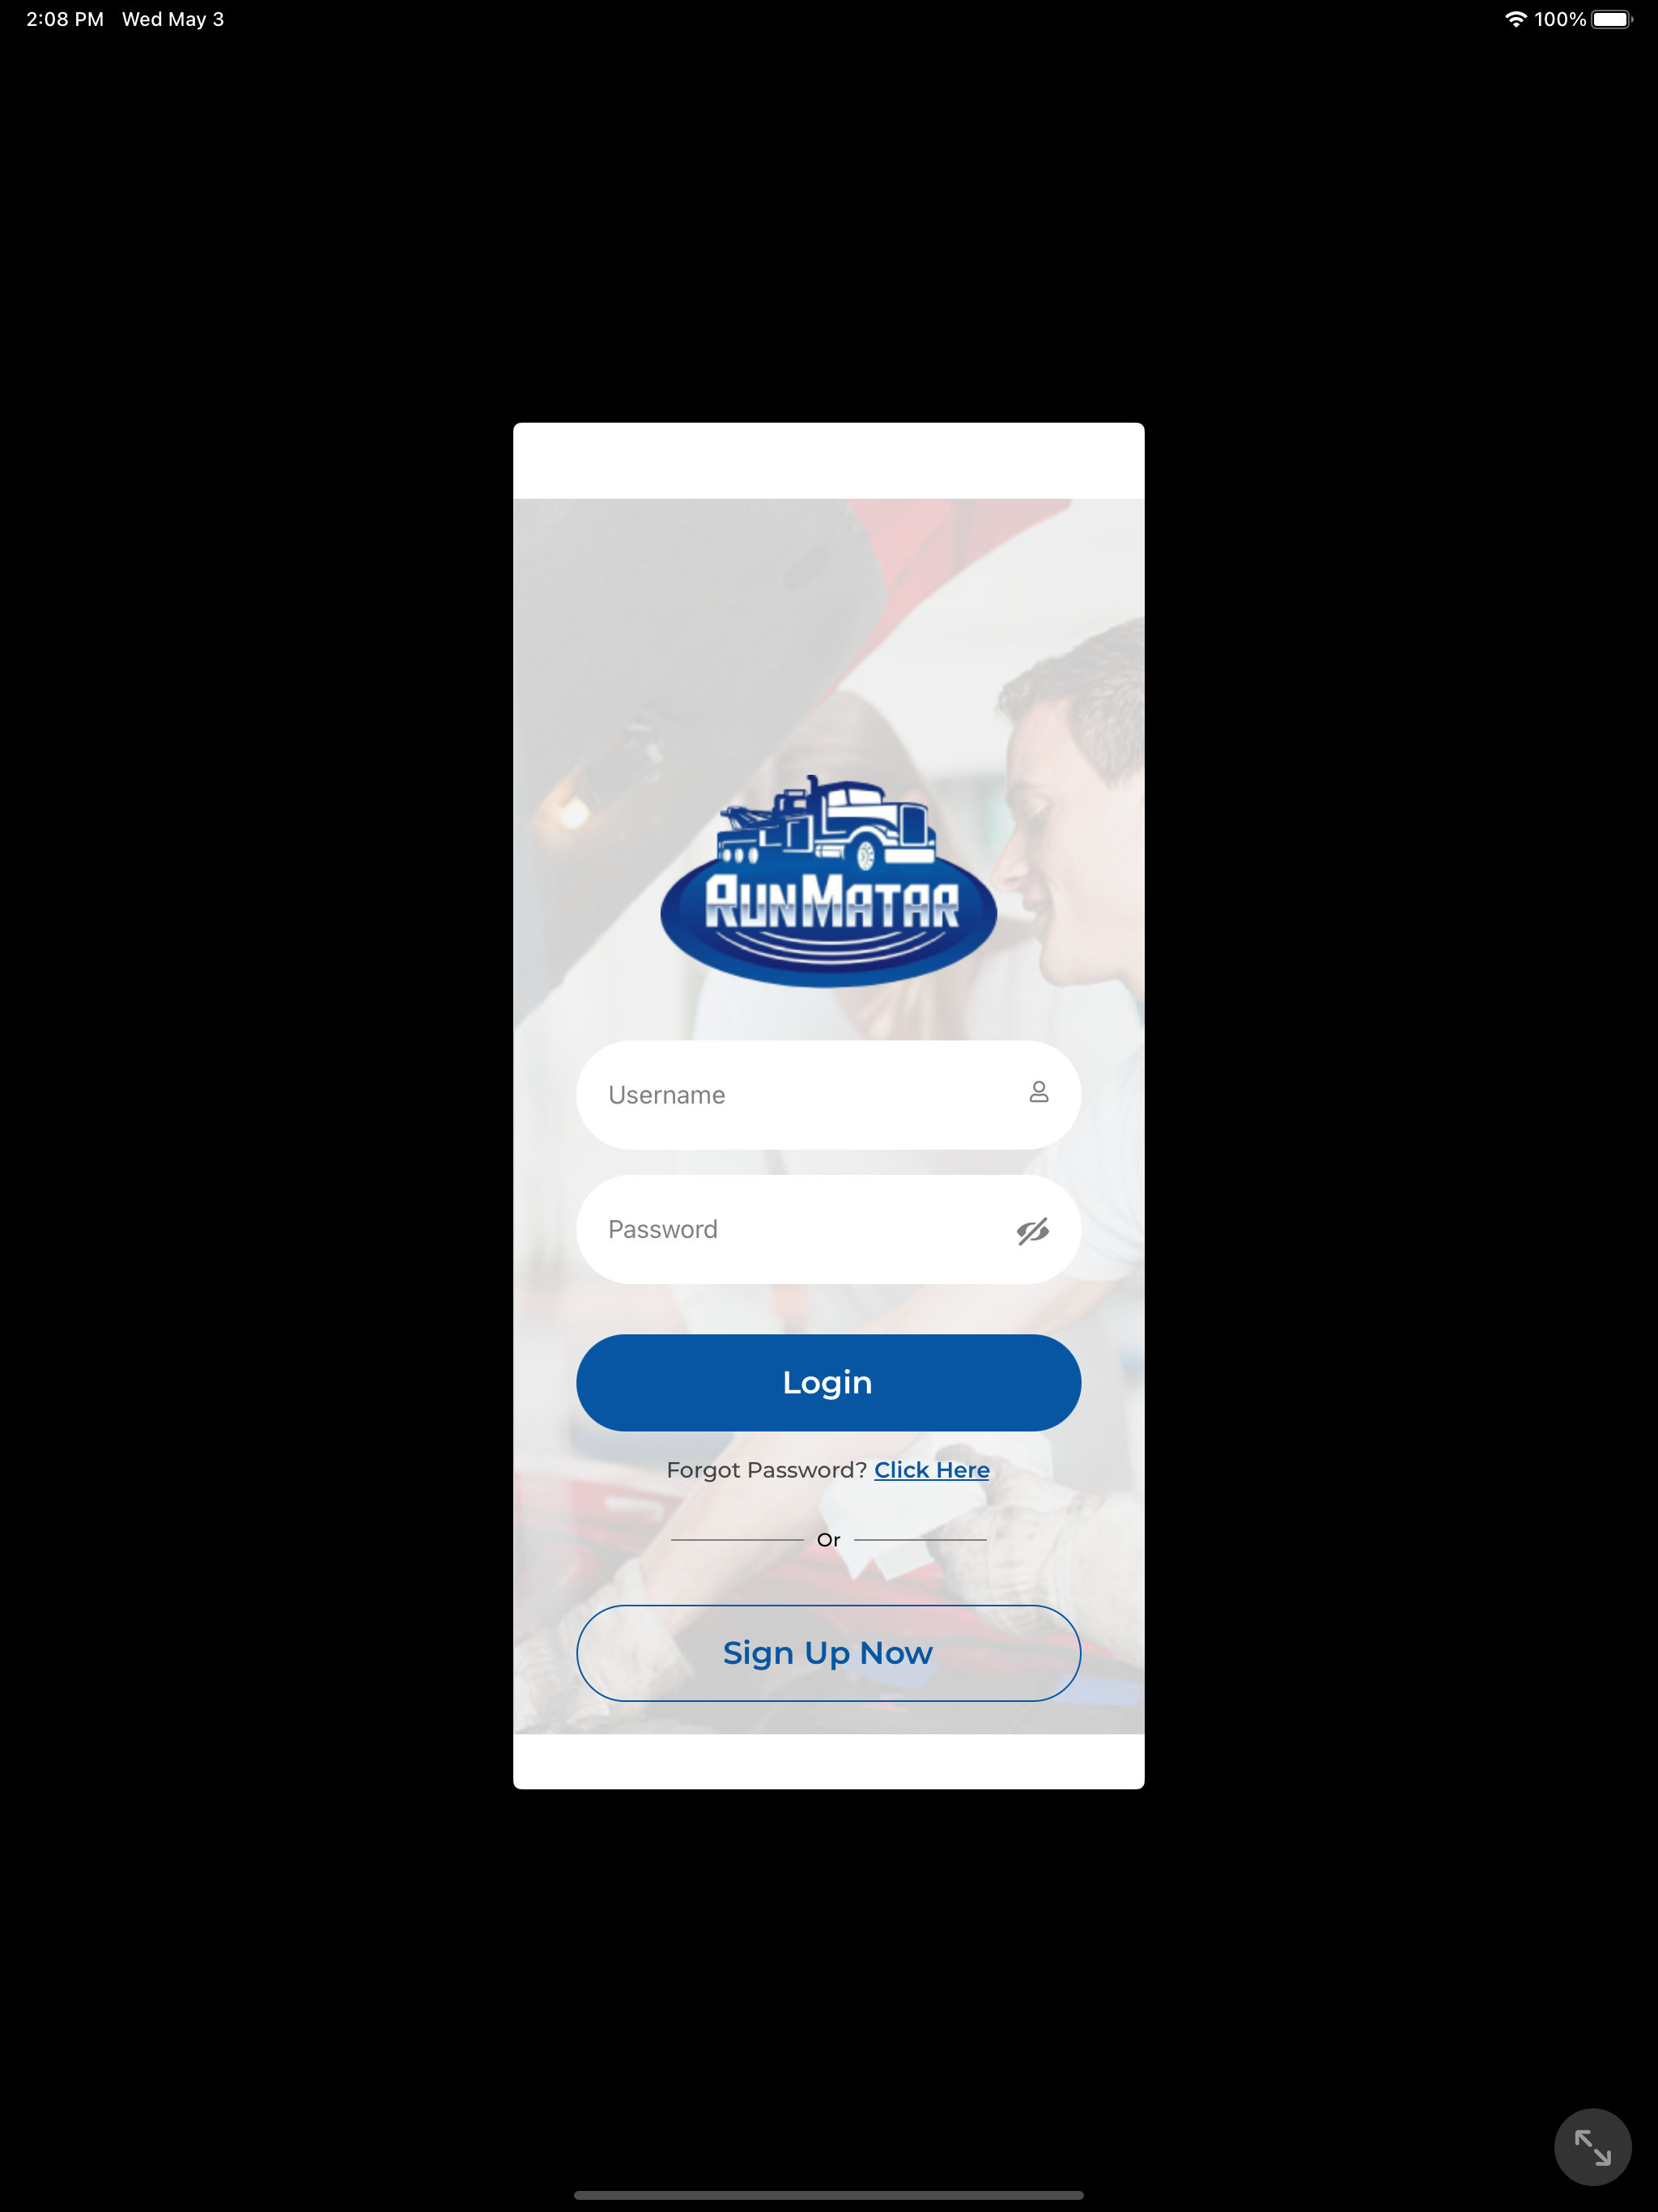 2:08 PM Wed May 3 100%
RUNMATAR
Username
Password
Login
Forgot Password? Click Here
Or
Sign Up Now